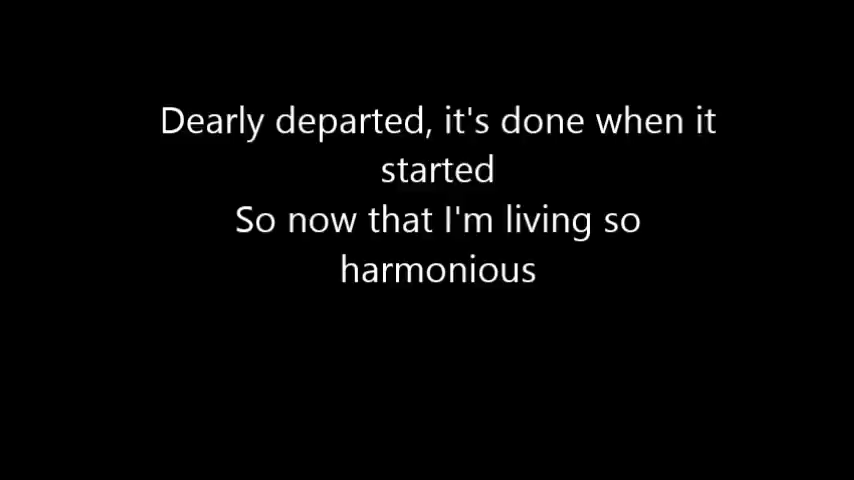 Dearly departed, it's done when it
started
So now that I'm living so
harmonious